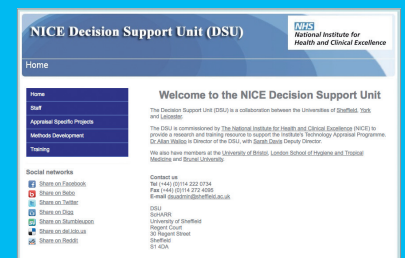 NICE Decision Support Unit (DSU)
NHS
National Institute for
Health and Clinical Excellence
Home
Home
Staff
Appraisal Specific Projects
Methods Development
Training
Social networks
Share on Facebook
Share on Bebo
Share on Twitter
Share on Digg
Share on Stumbleupon
Share on del.icio.us
Share on Reddit
Welcome to the NICE Decision Support Unit
The Decision Support Unit (DSU) is a collaboration between the Universities of Sheffield, York
and Leicester.
The DSU is commissioned by The National Institute for Health and Clinical Excellence (NICE) to
provide a research and training resource to support the Institute's Technology Appraisal Programme.
Dr Allan Wailoo is Director of the DSU, with Sarah Davis Deputy Director.
We also have members at the University of Bristol, London School of Hygiene and Tropical
Medicine and Brunel University.
Contact us
Tel (+44) (0)114 222 0734
Fax (+44) (0)114 272 4095
E-mail dsuadmin@sheffield.ac.uk
DSU
ScHARR
University of Sheffield
Regent Court
30 Regent Street
Sheffield
S1 4DA